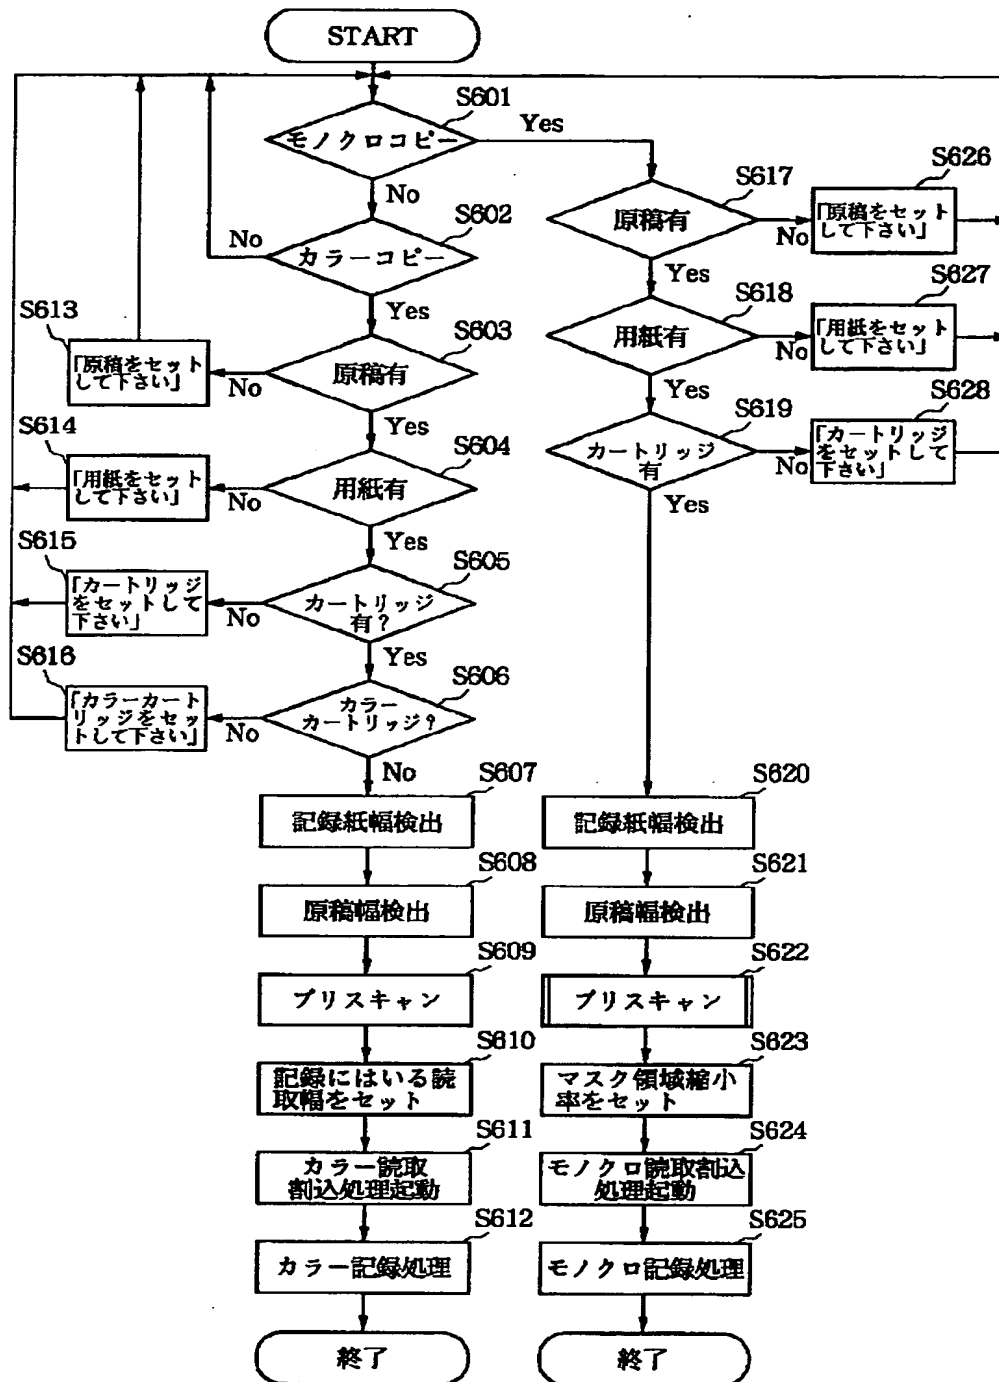 START
S601
モノクロコピー
Yes
No
S602
カラーコピー
No
Yes
S603
原稿有
No
S613
「原稿をセット
して下さい」
Yes
S604
用紙有
No
S614
「用紙をセット
して下さい」
Yes
S605
カートリッジ
有?
No
S615
「カートリッジ
をセットして
下さい」
Yes
S606
カラー
カートリッジ?
No
S616
「カラーカート
リッジをセッ
トして下さい」
No
S607
記録紙幅検出
S608
原稿幅検出
S609
プリスキャン
S610
記録にはいる読
取幅をセット
S611
カラー読取
割込処理起動
S612
カラー記録処理
終了
S617
原稿有
No
S626
「原稿をセット
して下さい」
Yes
S618
用紙有
No
S627
「用紙をセット
して下さい」
Yes
S619
カートリッジ
有
No
S628
「カートリッジ
をセットして
下さい」
Yes
S620
記録紙幅検出
S621
原稿幅検出
S622
プリスキャン
S623
マスク領域縮小
率をセット
S624
モノクロ読取割込
処理起動
S625
モノクロ記録処理
終了